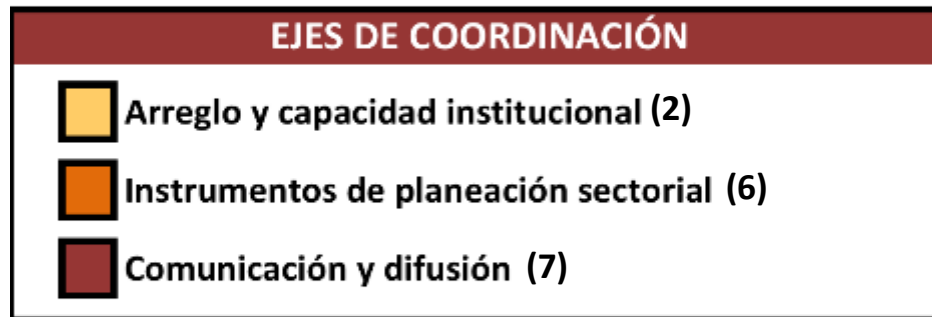 EJES DE COORDINACIÓN
Arreglo y capacidad institucional (2)
Instrumentos de planeación sectorial (6)
Comunicación y difusión (7)